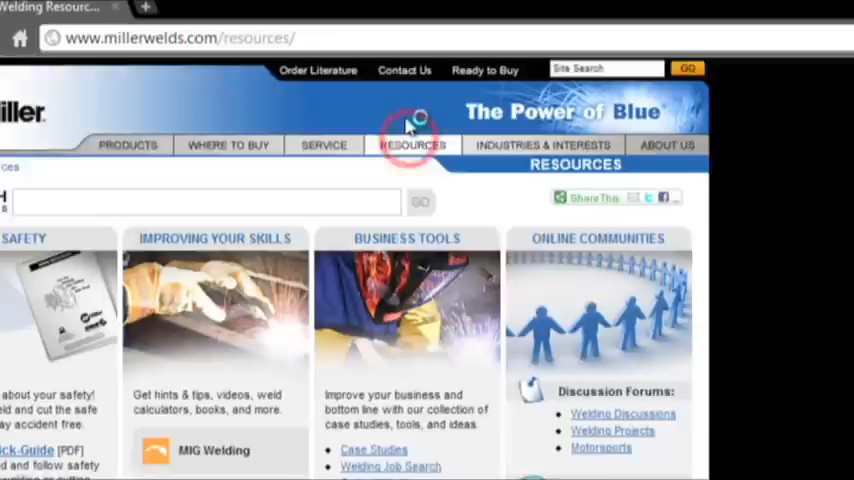 Welding Resourc...
www.millerwelds.com/resources/
Order Literature Contact Us Ready to Buy Site Search GO
iller. The Power of Blue
PRODUCTS WHERE TO BUY SERVICE RESOURCES INDUSTRIES & INTERESTS ABOUT US
ces RESOURCES
H
S GO ShareThis
SAFETY IMPROVING YOUR SKILLS BUSINESS TOOLS ONLINE COMMUNITIES
about your safety!
eld and cut the safe
ay accident free.
ick-Guide [PDF]
d and follow safety
Get hints & tips, videos, weld
calculators, books, and more.
MIG Welding
Improve your business and
bottom line with our collection of
case studies, tools, and ideas.
Case Studies
Welding Job Search
Discussion Forums:
Welding Discussions
Welding Projects
Motorsports